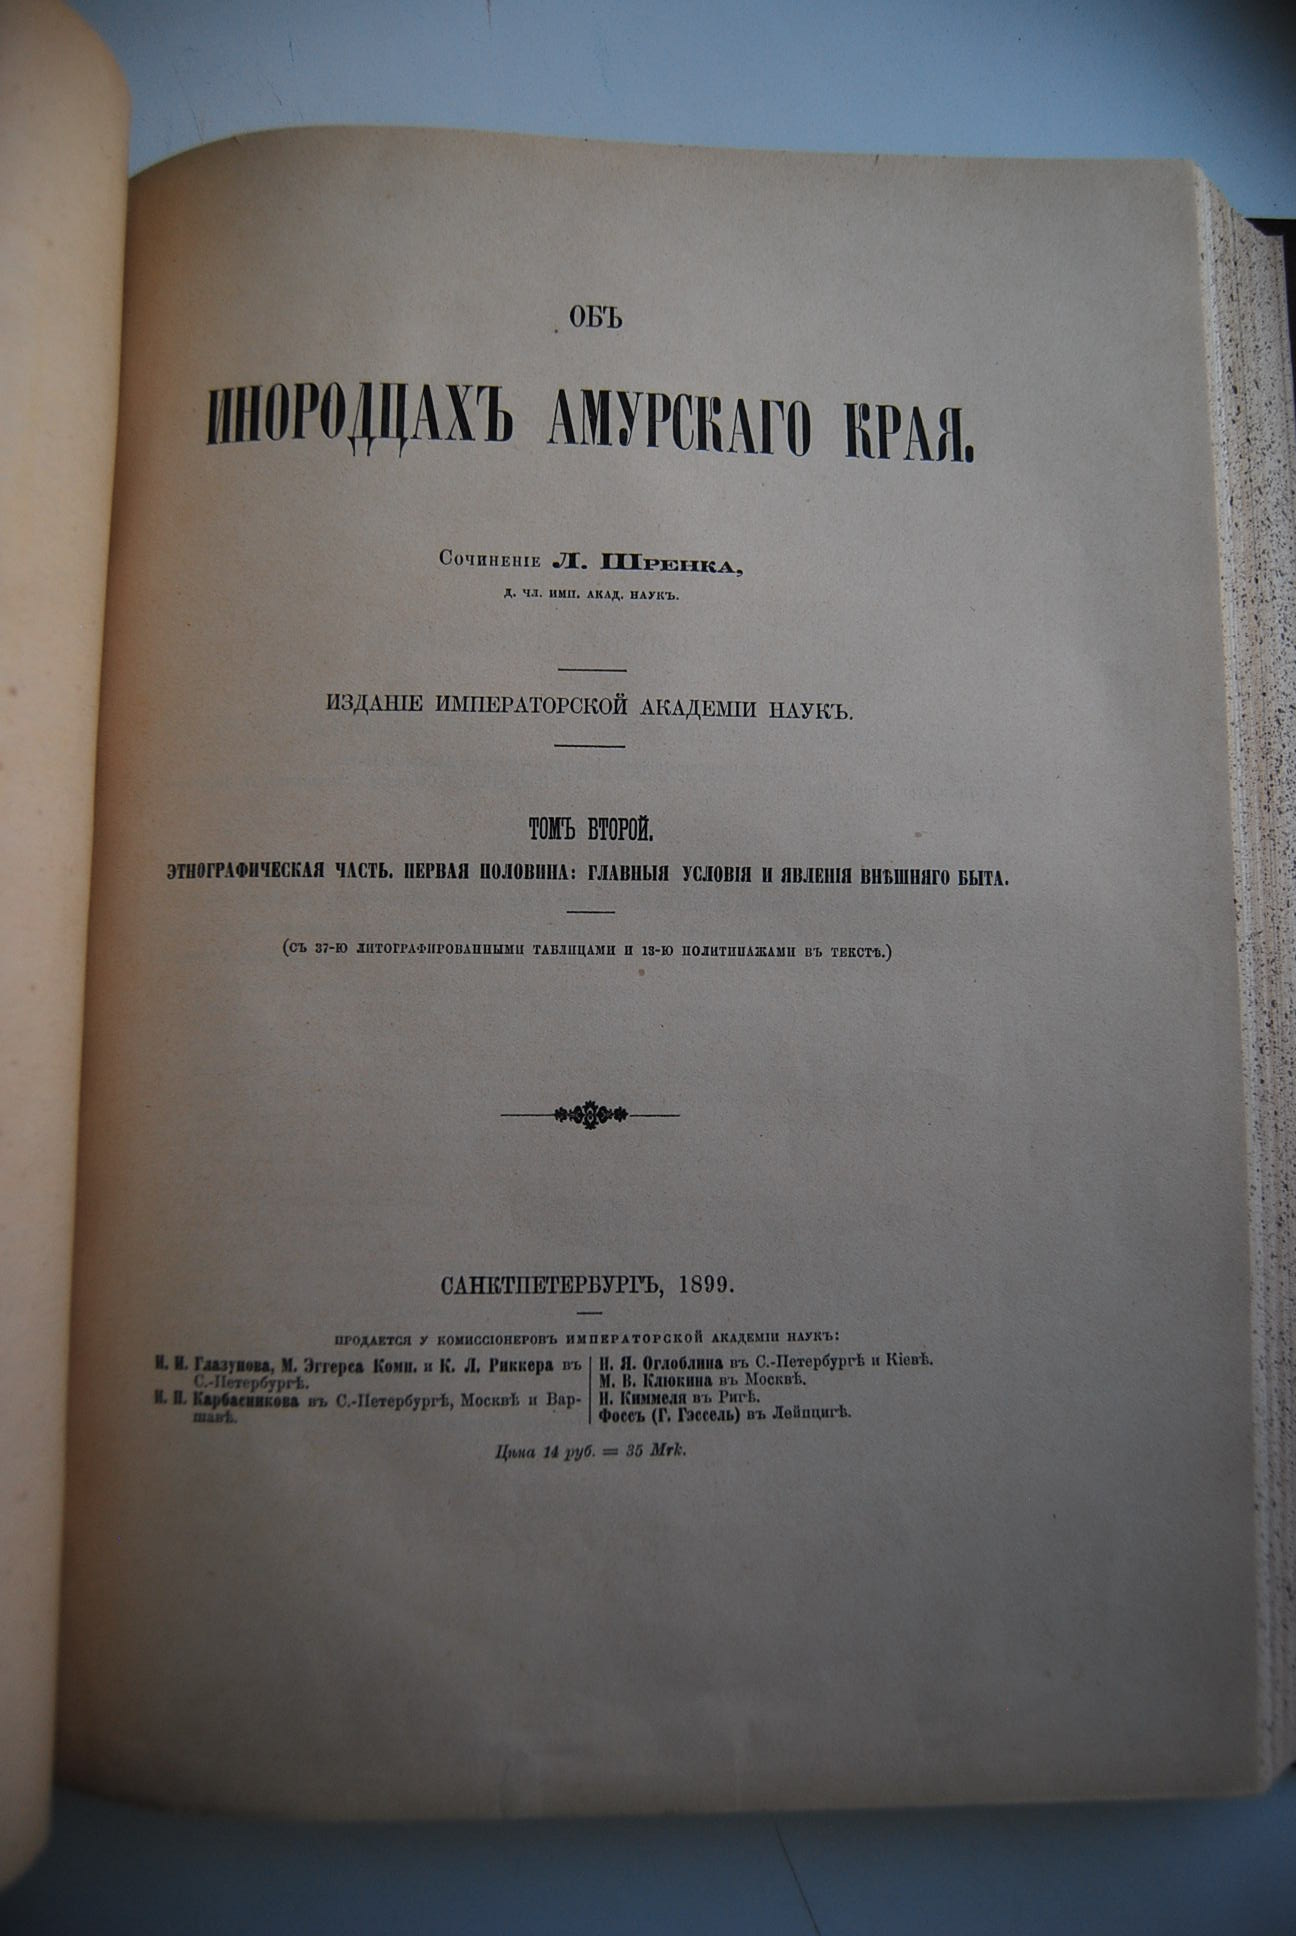 ОБЪ
ИНОРОДЦАХЪ АМУРСКАГО КРАЯ.
Сочиненіе Л. Шренка,
д. чл. имп. акад. наукъ.
ИЗДАНІЕ ИМПЕРАТОРСКОЙ АКАДЕМІИ НАУКЪ.
ТОМЪ ВТОРОЙ.
ЭТНОГРАФИЧЕСКАЯ ЧАСТЬ. ПЕРВАЯ ПОЛОВИНА: ГЛАВНЫЯ УСЛОВІЯ И ЯВЛЕНІЯ ВНѢШНЯГО БЫТА.
(съ 37-ю литографированными таблицами и 13-ю политипажами въ текстѣ.)
САНКТПЕТЕРБУРГЪ, 1899.
ПРОДАЕТСЯ У КОМИССІОНЕРОВЪ ИМПЕРАТОРСКОЙ АКАДЕМІИ НАУКЪ:
И. И. Глазунова, М. Эггерса Комп. и К. Л. Риккера въ
С.-Петербургѣ.
Н. П. Карбасникова въ С.-Петербургѣ, Москвѣ и Вар-
шавѣ.
Н. Я. Оглоблина въ С.-Петербургѣ и Кіевѣ.
М. В. Клюкина въ Москвѣ.
Н. Киммеля въ Ригѣ.
Фоссъ (Г. Гэссель) въ Лейпцигѣ.
Цѣна 14 руб. = 35 Mrk.